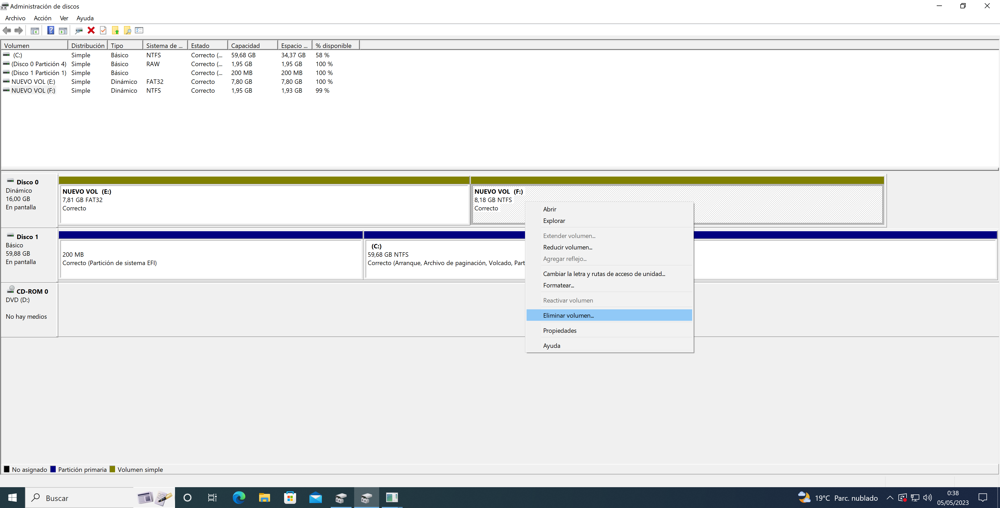 Administración de discos
Archivo Acción Ver Ayuda
Volumen Distribución Tipo Sistema de ... Estado Capacidad Espacio ... % disponible
(C:) Simple Básico NTFS Correcto (... 59,68 GB 34,37 GB 58 %
(Disco 0 Partición 4) Simple Básico RAW Correcto (... 1,95 GB 1,95 GB 100 %
(Disco 1 Partición 1) Simple Básico Correcto (... 200 MB 200 MB 100 %
NUEVO VOL (E:) Simple Dinámico FAT32 Correcto 7,80 GB 7,80 GB 100 %
NUEVO VOL (F:) Simple Dinámico NTFS Correcto 1,95 GB 1,93 GB 99 %
Disco 0
Dinámico
16,00 GB
En pantalla
NUEVO VOL (E:)
7,81 GB FAT32
Correcto
NUEVO VOL (F:)
8,18 GB NTFS
Correcto
Disco 1
Básico
59,88 GB
En pantalla
200 MB
Correcto (Partición de sistema EFI)
(C:)
59,68 GB NTFS
Correcto (Arranque, Archivo de paginación, Volcado, Part
CD-ROM 0
DVD (D:)
No hay medios
Abrir
Explorar
Extender volumen...
Reducir volumen...
Agregar reflejo...
Cambiar la letra y rutas de acceso de unidad...
Formatear...
Reactivar volumen
Eliminar volumen...
Propiedades
Ayuda
No asignado Partición primaria Volumen simple
Buscar
19°C Parc. nublado
0:38
05/05/2023